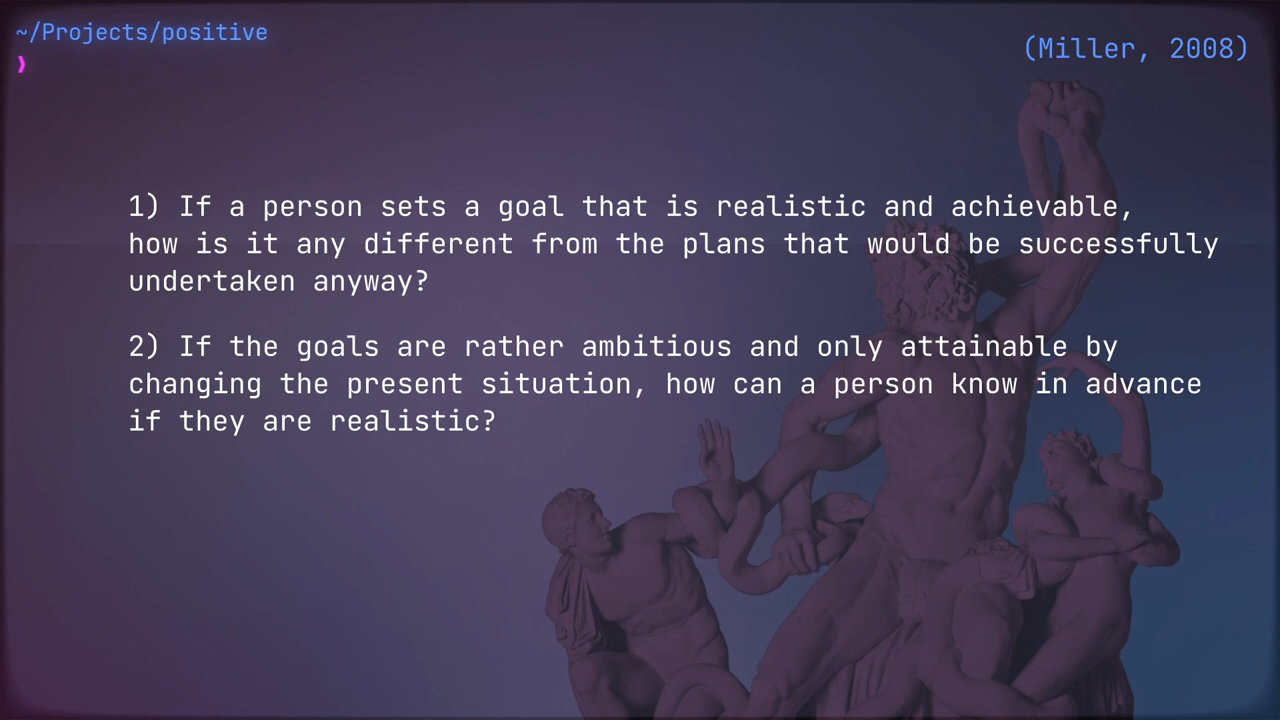 ~/Projects/positive
❱
(Miller, 2008)
1) If a person sets a goal that is realistic and achievable,
how is it any different from the plans that would be successfully
undertaken anyway?
2) If the goals are rather ambitious and only attainable by
changing the present situation, how can a person know in advance
if they are realistic?